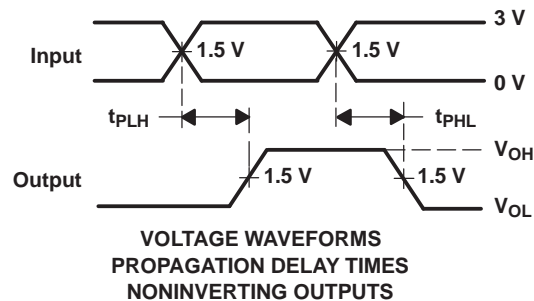 3 V
Input
1.5 V
1.5 V
0 V
tPLH
tPHL
VOH
Output
1.5 V
1.5 V
VOL
VOLTAGE WAVEFORMS
PROPAGATION DELAY TIMES
NONINVERTING OUTPUTS